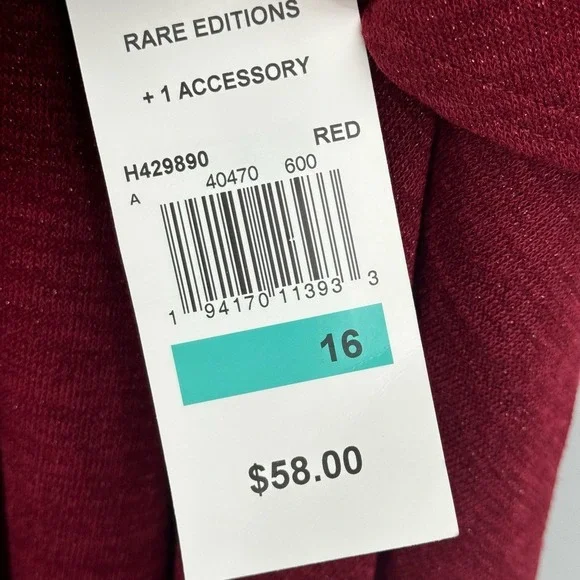 RARE EDITIONS
+ 1 ACCESSORY
H429890 RED
A 40470 600
1 94170 11393 3
16
$58.00